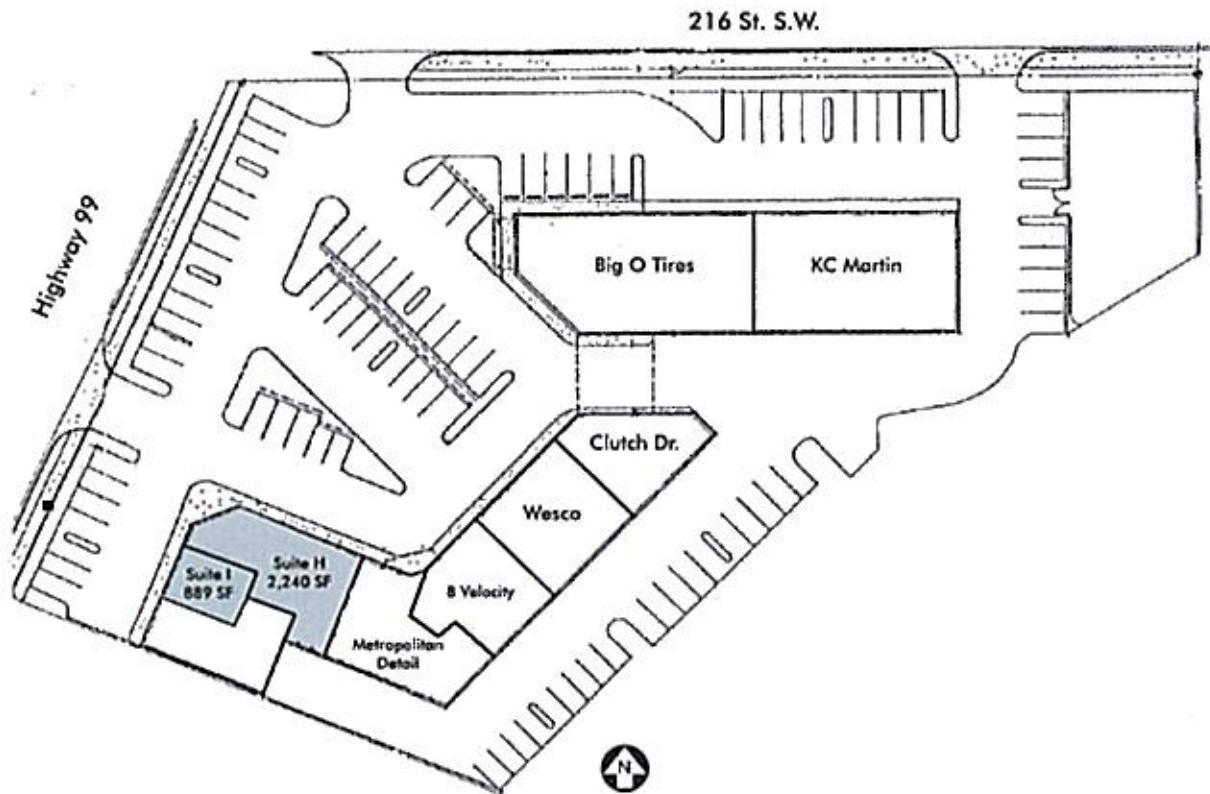 216 St. S.W.
Highway 99
Big O Tires
KC Martin
Clutch Dr.
Wesco
Suite H
2,240 SF
Suite I
889 SF
B Velocity
Metropolitan
Detail
N